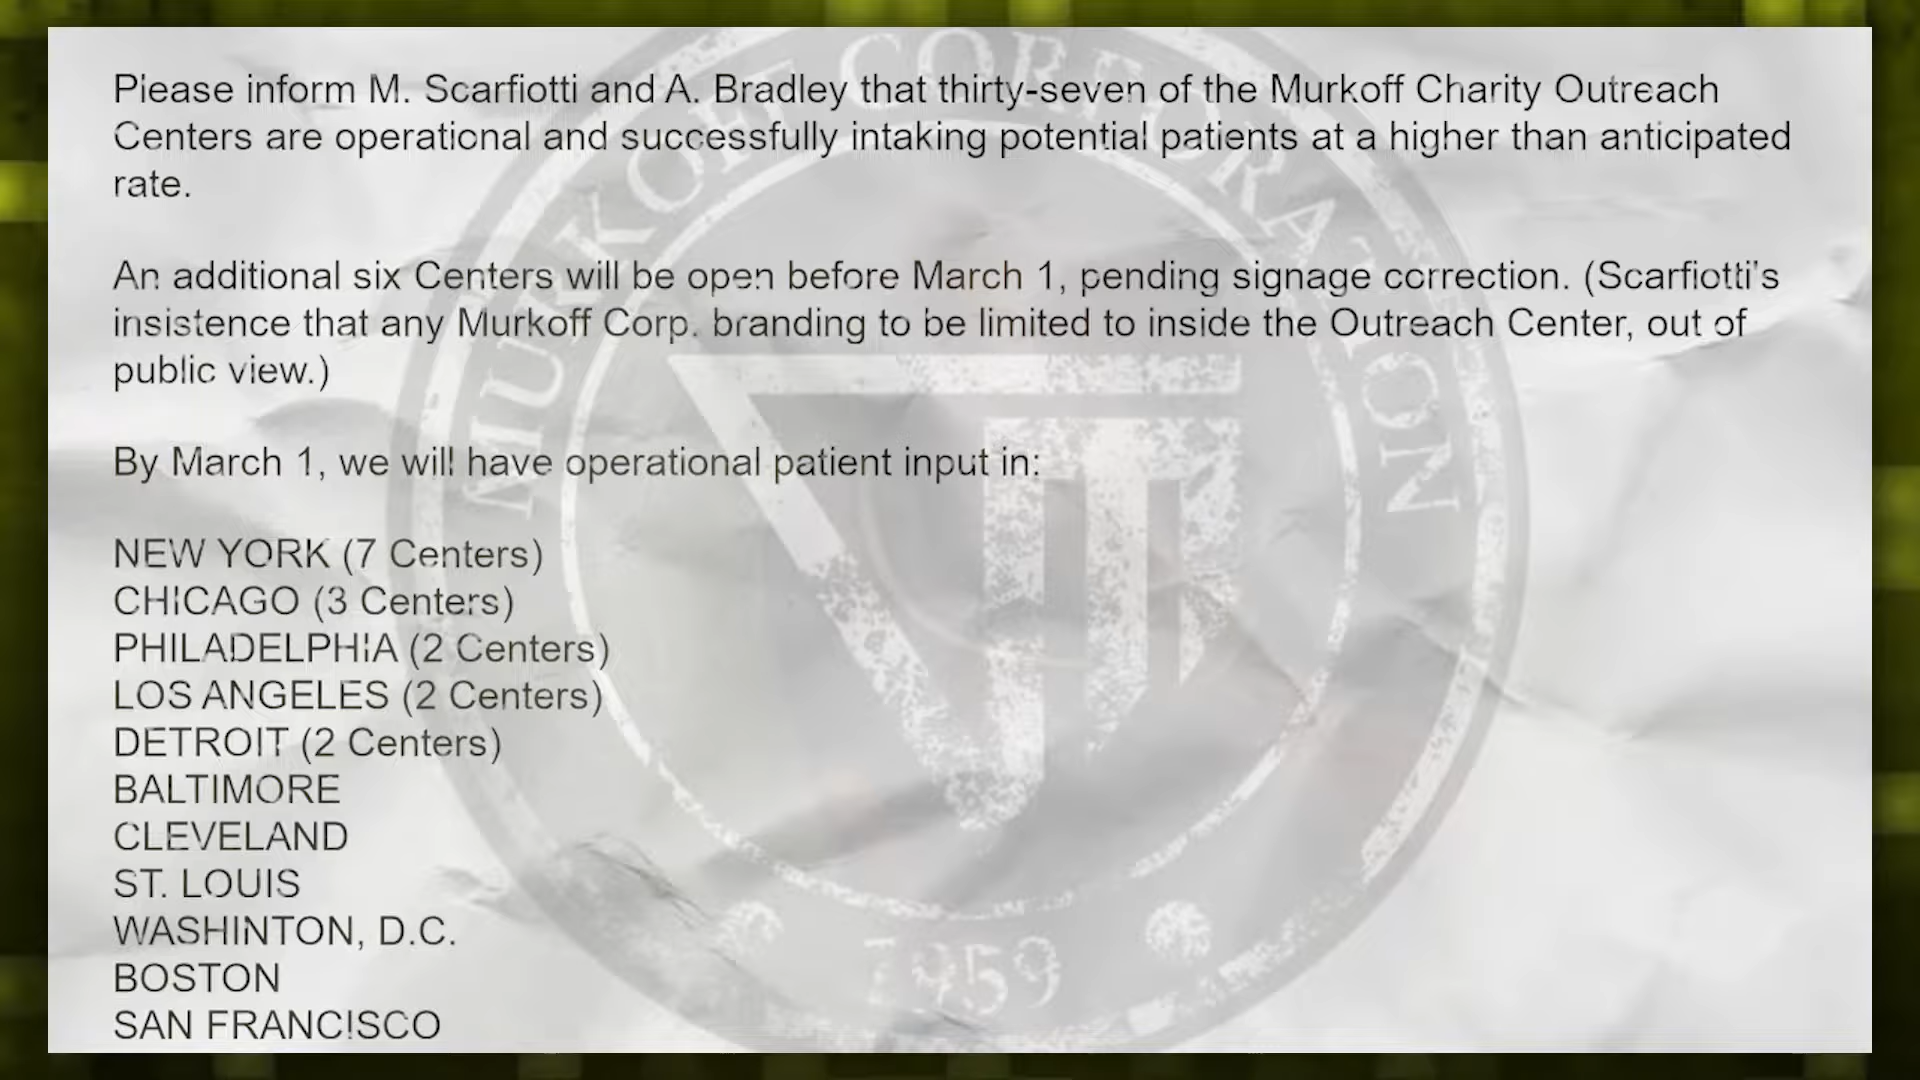 Please inform M. Scarfiotti and A. Bradley that thirty-seven of the Murkoff Charity Outreach
Centers are operational and successfully intaking potential patients at a higher than anticipated
rate.
An additional six Centers will be open before March 1, pending signage correction. (Scarfiotti's
insistence that any Murkoff Corp. branding to be limited to inside the Outreach Center, out of
public view.)
By March 1, we will have operational patient input in:
NEW YORK (7 Centers)
CHICAGO (3 Centers)
PHILADELPHIA (2 Centers)
LOS ANGELES (2 Centers)
DETROIT (2 Centers)
BALTIMORE
CLEVELAND
ST. LOUIS
WASHINTON, D.C.
BOSTON
SAN FRANCISCO
MURKOFF CORPORATION
1959